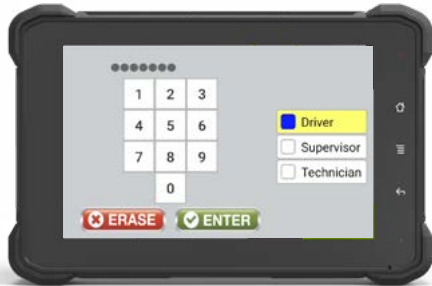 ●●●●●●●
1 2 3
4 5 6
7 8 9
0
Driver
Supervisor
Technician
ERASE ENTER